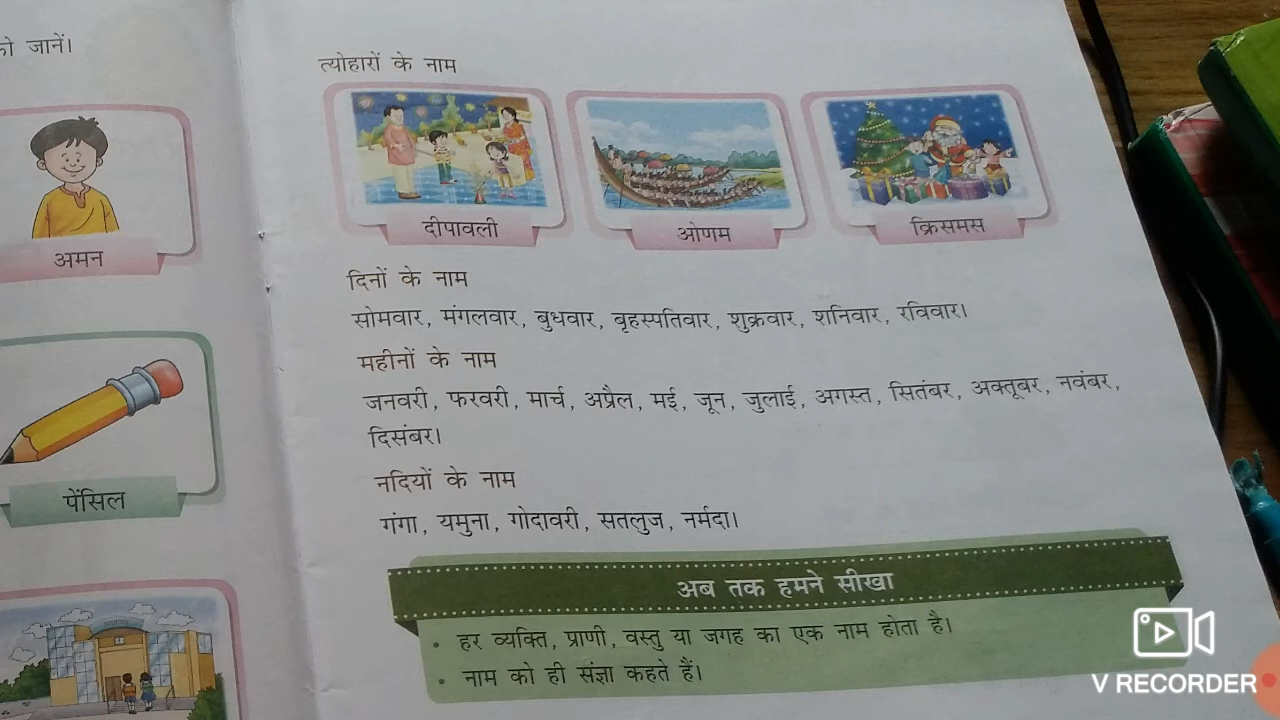 को जानें।
अमन
पेंसिल
त्योहारों के नाम
दीपावली
ओणम
क्रिसमस
दिनों के नाम
सोमवार, मंगलवार, बुधवार, बृहस्पतिवार, शुक्रवार, शनिवार, रविवार।
महीनों के नाम
जनवरी, फरवरी, मार्च, अप्रैल, मई, जून, जुलाई, अगस्त, सितंबर, अक्तूबर, नवंबर,
दिसंबर।
नदियों के नाम
गंगा, यमुना, गोदावरी, सतलुज, नर्मदा।
अब तक हमने सीखा
• हर व्यक्ति, प्राणी, वस्तु या जगह का एक नाम होता है।
• नाम को ही संज्ञा कहते हैं।
V RECORDER